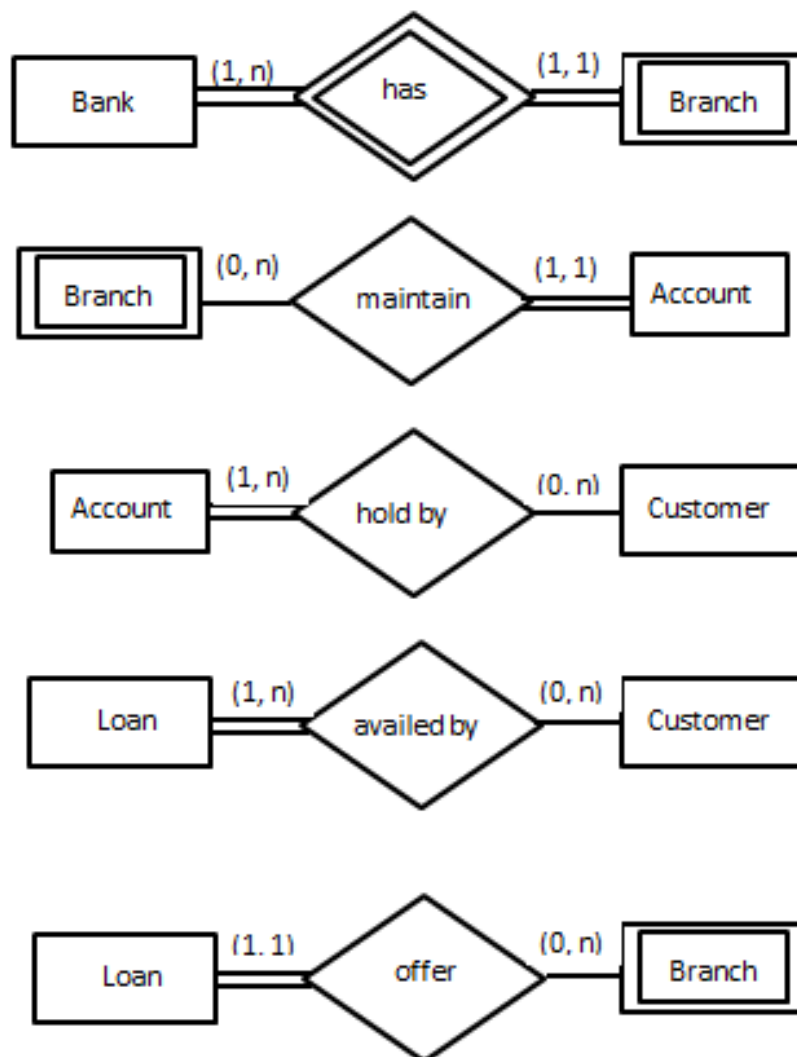 (1, n) has (1, 1)
Bank Branch
(0, n) (1, 1)
Branch maintain Account
(1, n) (0, n)
Account hold by Customer
(1, n) (0, n)
Loan availed by Customer
(1, 1) (0, n)
Loan offer Branch